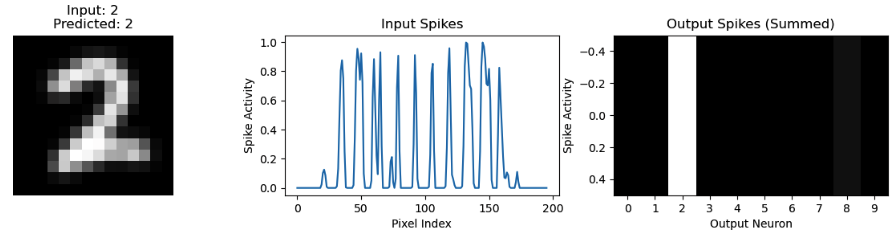 Input: 2
Predicted: 2
2
Input Spikes
Spike Activity
1.0
0.8
0.6
0.4
0.2
0.0
0 50 100 150 200
Pixel Index
Output Spikes (Summed)
Spike Activity
−0.4
−0.2
0.0
0.2
0.4
0 1 2 3 4 5 6 7 8 9
Output Neuron